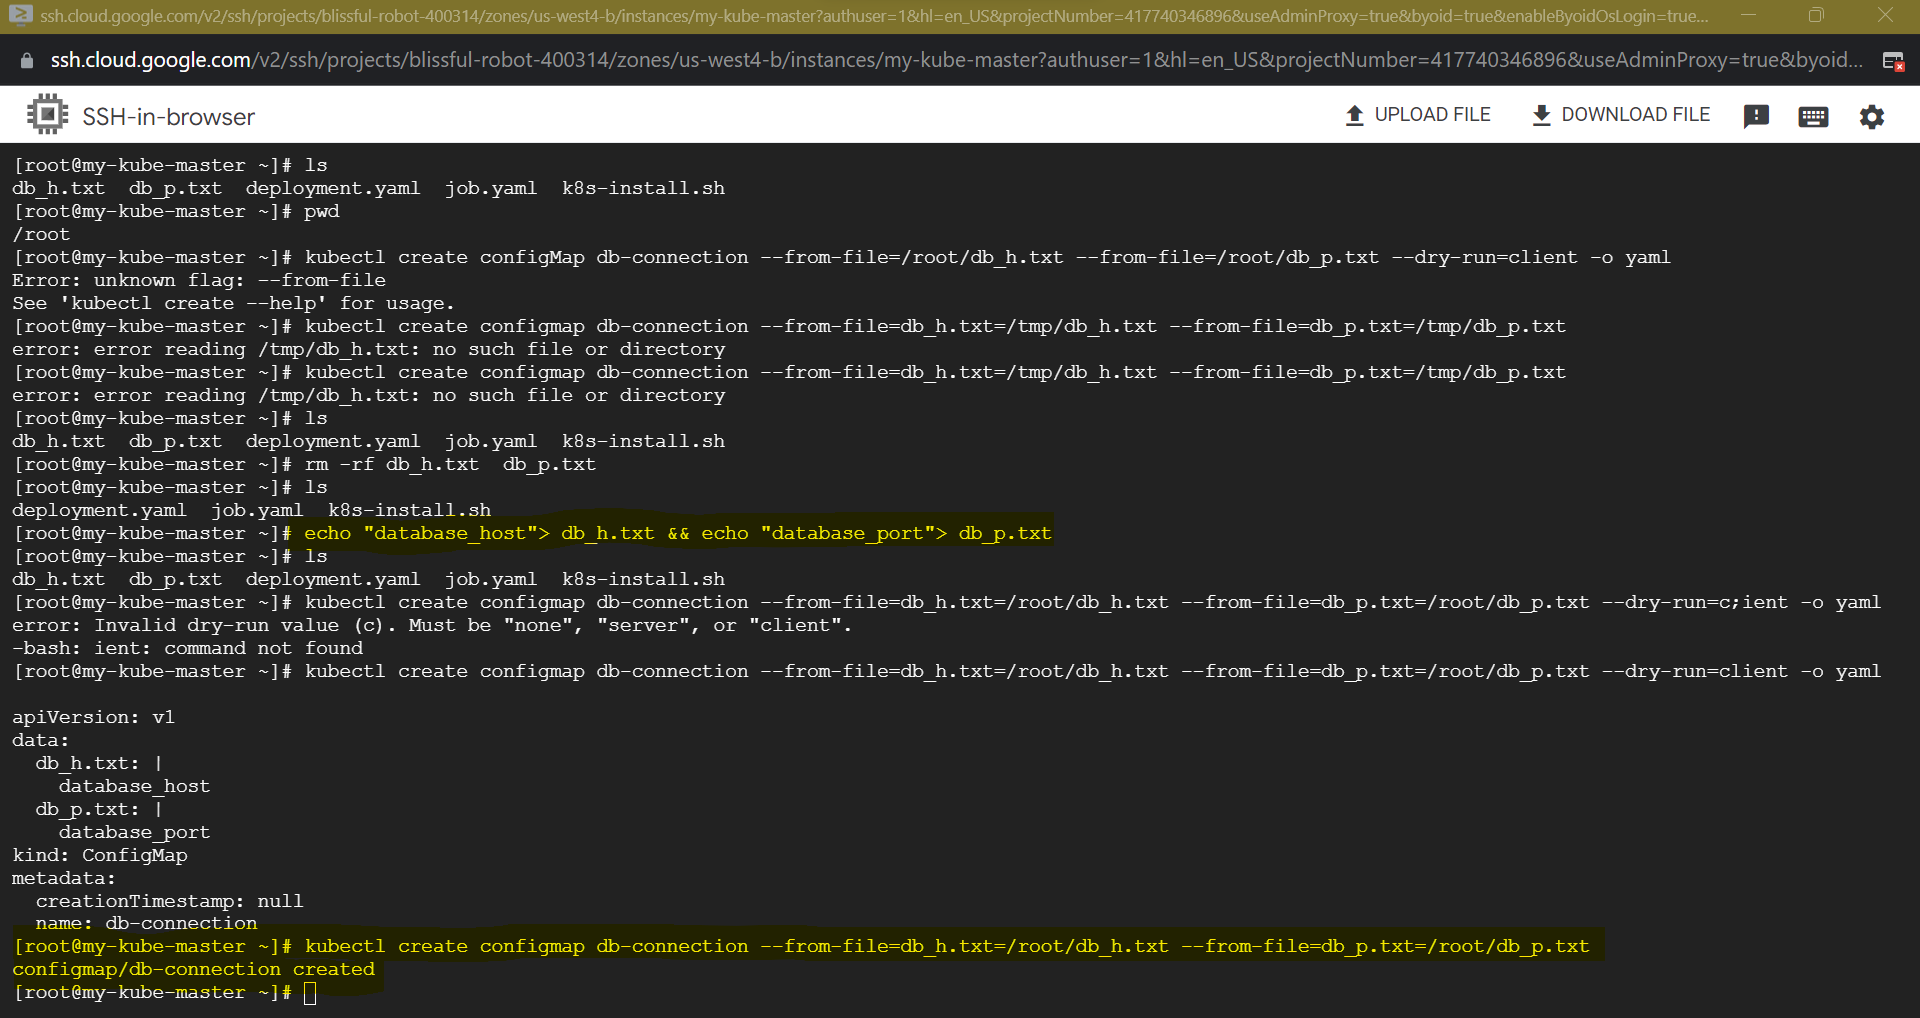 ssh.cloud.google.com/v2/ssh/projects/blissful-robot-400314/zones/us-west4-b/instances/my-kube-master?authuser=1&hl=en_US&projectNumber=417740346896&useAdminProxy=true&byoid=true&enableByoidOsLogin=true...
ssh.cloud.google.com/v2/ssh/projects/blissful-robot-400314/zones/us-west4-b/instances/my-kube-master?authuser=1&hl=en_US&projectNumber=417740346896&useAdminProxy=true&byoid...
SSH-in-browser
UPLOAD FILE
DOWNLOAD FILE
[root@my-kube-master ~]# ls
db_h.txt  db_p.txt  deployment.yaml  job.yaml  k8s-install.sh
[root@my-kube-master ~]# pwd
/root
[root@my-kube-master ~]# kubectl create configMap db-connection --from-file=/root/db_h.txt --from-file=/root/db_p.txt --dry-run=client -o yaml
Error: unknown flag: --from-file
See 'kubectl create --help' for usage.
[root@my-kube-master ~]# kubectl create configmap db-connection --from-file=db_h.txt=/tmp/db_h.txt --from-file=db_p.txt=/tmp/db_p.txt
error: error reading /tmp/db_h.txt: no such file or directory
[root@my-kube-master ~]# kubectl create configmap db-connection --from-file=db_h.txt=/tmp/db_h.txt --from-file=db_p.txt=/tmp/db_p.txt
error: error reading /tmp/db_h.txt: no such file or directory
[root@my-kube-master ~]# ls
db_h.txt  db_p.txt  deployment.yaml  job.yaml  k8s-install.sh
[root@my-kube-master ~]# rm -rf db_h.txt  db_p.txt
[root@my-kube-master ~]# ls
deployment.yaml  job.yaml  k8s-install.sh
[root@my-kube-master ~]# echo "database_host"> db_h.txt && echo "database_port"> db_p.txt
[root@my-kube-master ~]# ls
db_h.txt  db_p.txt  deployment.yaml  job.yaml  k8s-install.sh
[root@my-kube-master ~]# kubectl create configmap db-connection --from-file=db_h.txt=/root/db_h.txt --from-file=db_p.txt=/root/db_p.txt --dry-run=c;ient -o yaml
error: Invalid dry-run value (c). Must be "none", "server", or "client".
-bash: ient: command not found
[root@my-kube-master ~]# kubectl create configmap db-connection --from-file=db_h.txt=/root/db_h.txt --from-file=db_p.txt=/root/db_p.txt --dry-run=client -o yaml
apiVersion: v1
data:
  db_h.txt: |
    database_host
  db_p.txt: |
    database_port
kind: ConfigMap
metadata:
  creationTimestamp: null
  name: db-connection
[root@my-kube-master ~]# kubectl create configmap db-connection --from-file=db_h.txt=/root/db_h.txt --from-file=db_p.txt=/root/db_p.txt
configmap/db-connection created
[root@my-kube-master ~]#